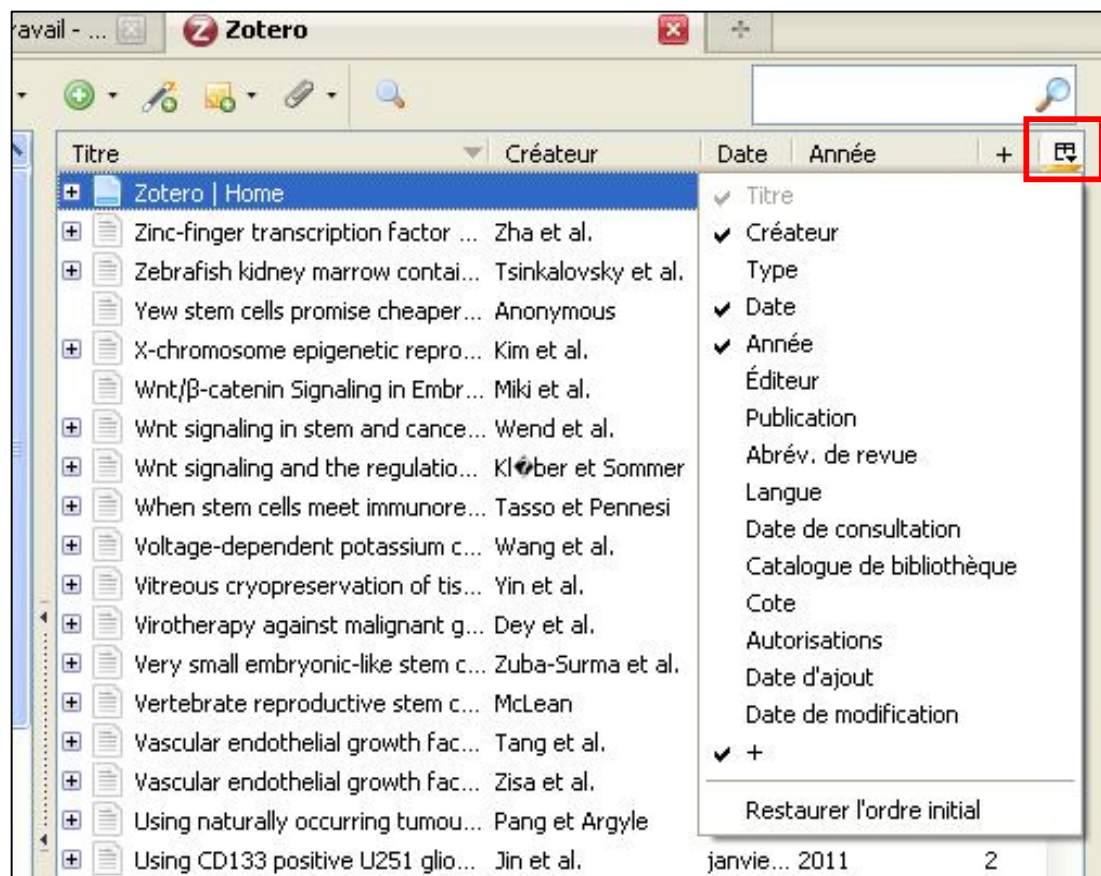 avail - ... Zotero
Titre Créateur Date Année +
Zotero | Home
Zinc-finger transcription factor ... Zha et al.
Zebrafish kidney marrow contai... Tsinkalovsky et al.
Yew stem cells promise cheaper... Anonymous
X-chromosome epigenetic repro... Kim et al.
Wnt/β-catenin Signaling in Embr... Miki et al.
Wnt signaling in stem and cance... Wend et al.
Wnt signaling and the regulatio... Kl�ber et Sommer
When stem cells meet immunore... Tasso et Pennesi
Voltage-dependent potassium c... Wang et al.
Vitreous cryopreservation of tis... Yin et al.
Virotherapy against malignant g... Dey et al.
Very small embryonic-like stem c... Zuba-Surma et al.
Vertebrate reproductive stem c... McLean
Vascular endothelial growth fac... Tang et al.
Vascular endothelial growth fac... Zisa et al.
Using naturally occurring tumou... Pang et Argyle
Using CD133 positive U251 glio... Jin et al. janvie... 2011 2
Titre
Créateur
Type
Date
Année
Éditeur
Publication
Abrév. de revue
Langue
Date de consultation
Catalogue de bibliothèque
Cote
Autorisations
Date d'ajout
Date de modification
+
Restaurer l'ordre initial